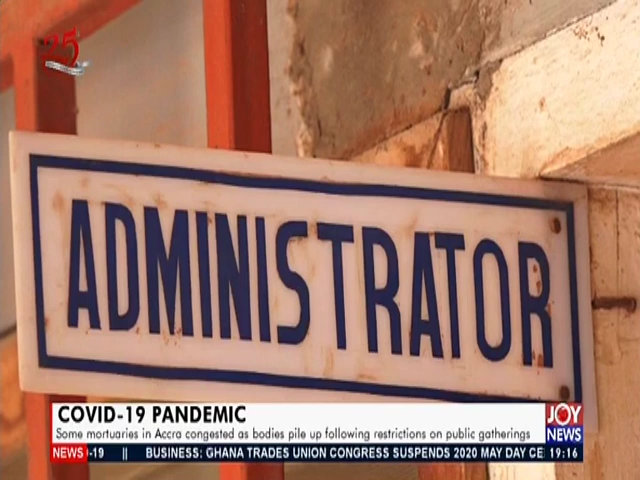 25
ADMINISTRATOR
COVID-19 PANDEMIC
Some mortuaries in Accra congested as bodies pile up following restrictions on public gatherings
JOY
NEWS
NEWS -19 || BUSINESS: GHANA TRADES UNION CONGRESS SUSPENDS 2020 MAY DAY CE 19:16